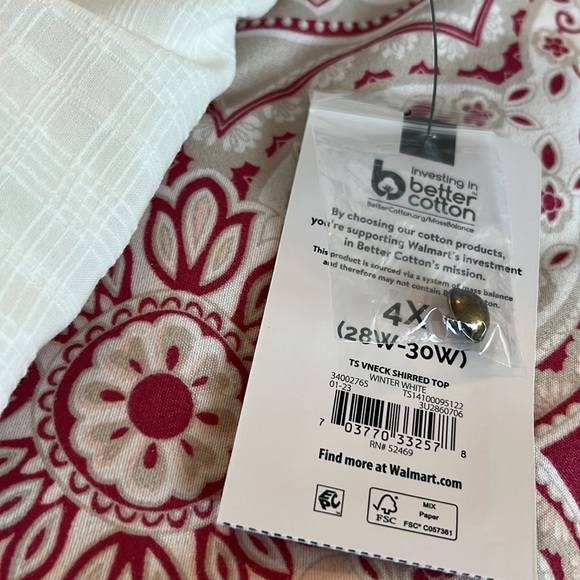 investing in
better
cotton™
BetterCotton.org/MassBalance
By choosing our cotton products,
you're supporting Walmart's investment
in Better Cotton's mission.
This product is sourced via a system of mass balance
and therefore may not contain Better Cotton.
4X
(28W-30W)
TS VNECK SHIRRED TOP
WINTER WHITE
34002765 TS14100095122
01-23 3U2860706
7 03770 33257 8
RN# 52469
Find more at Walmart.com
FSC
MIX
Paper
FSC® C057361